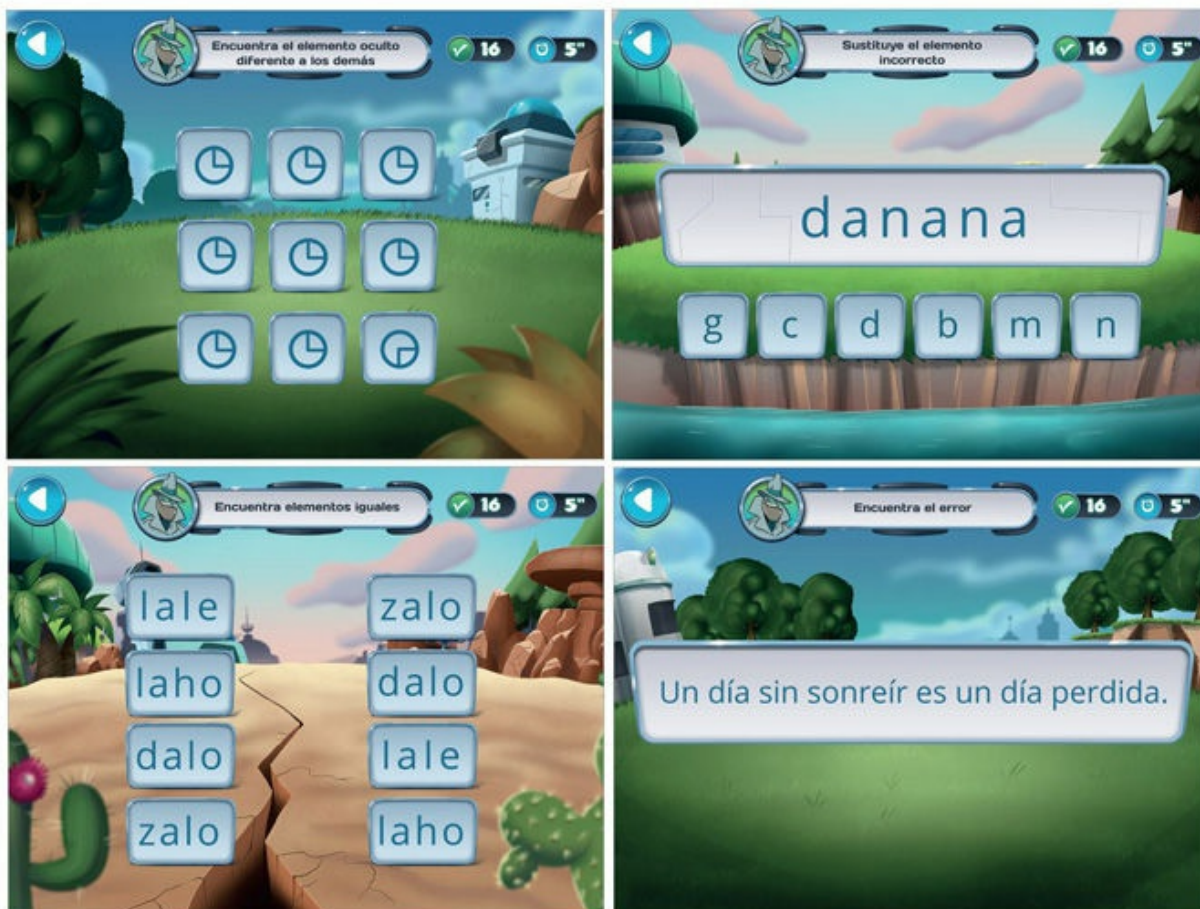 Encuentra el elemento oculto
diferente a los demás
16
5"
Sustituye el elemento
incorrecto
16
5"
danana
g c d b m n
Encuentra elementos iguales
16
5"
lale zalo
laho dalo
dalo lale
zalo laho
Encuentra el error
16
5"
Un día sin sonreír es un día perdida.